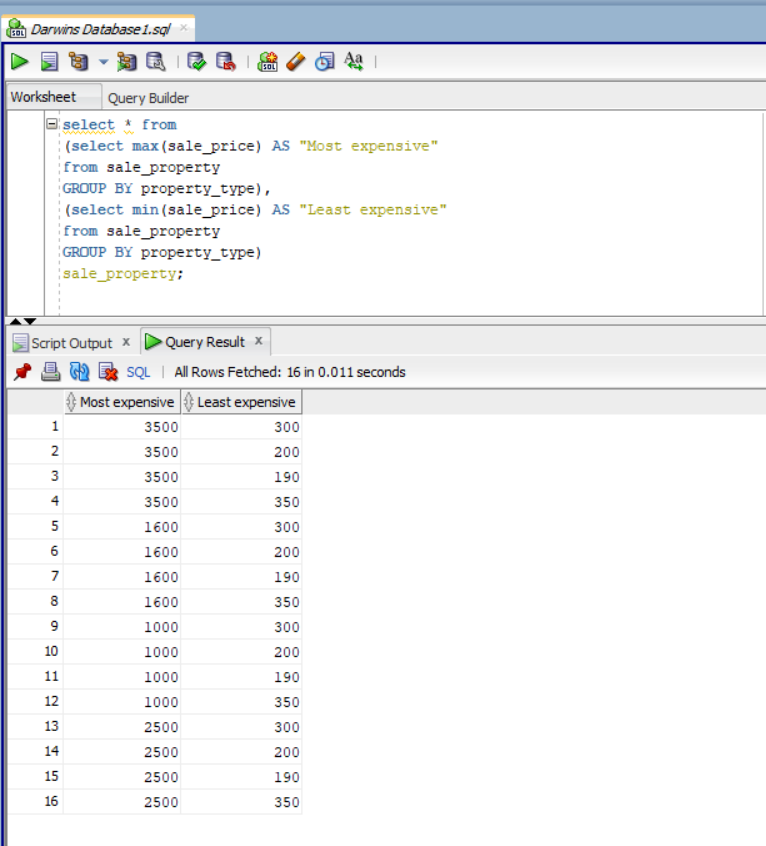 Darwins Database1.sql
SQL
Aa
Worksheet Query Builder
select * from
(select max(sale_price) AS "Most expensive"
from sale_property
GROUP BY property_type),
(select min(sale_price) AS "Least expensive"
from sale_property
GROUP BY property_type)
sale_property;
Script Output x Query Result x
SQL | All Rows Fetched: 16 in 0.011 seconds
Most expensive Least expensive
1 3500 300
2 3500 200
3 3500 190
4 3500 350
5 1600 300
6 1600 200
7 1600 190
8 1600 350
9 1000 300
10 1000 200
11 1000 190
12 1000 350
13 2500 300
14 2500 200
15 2500 190
16 2500 350